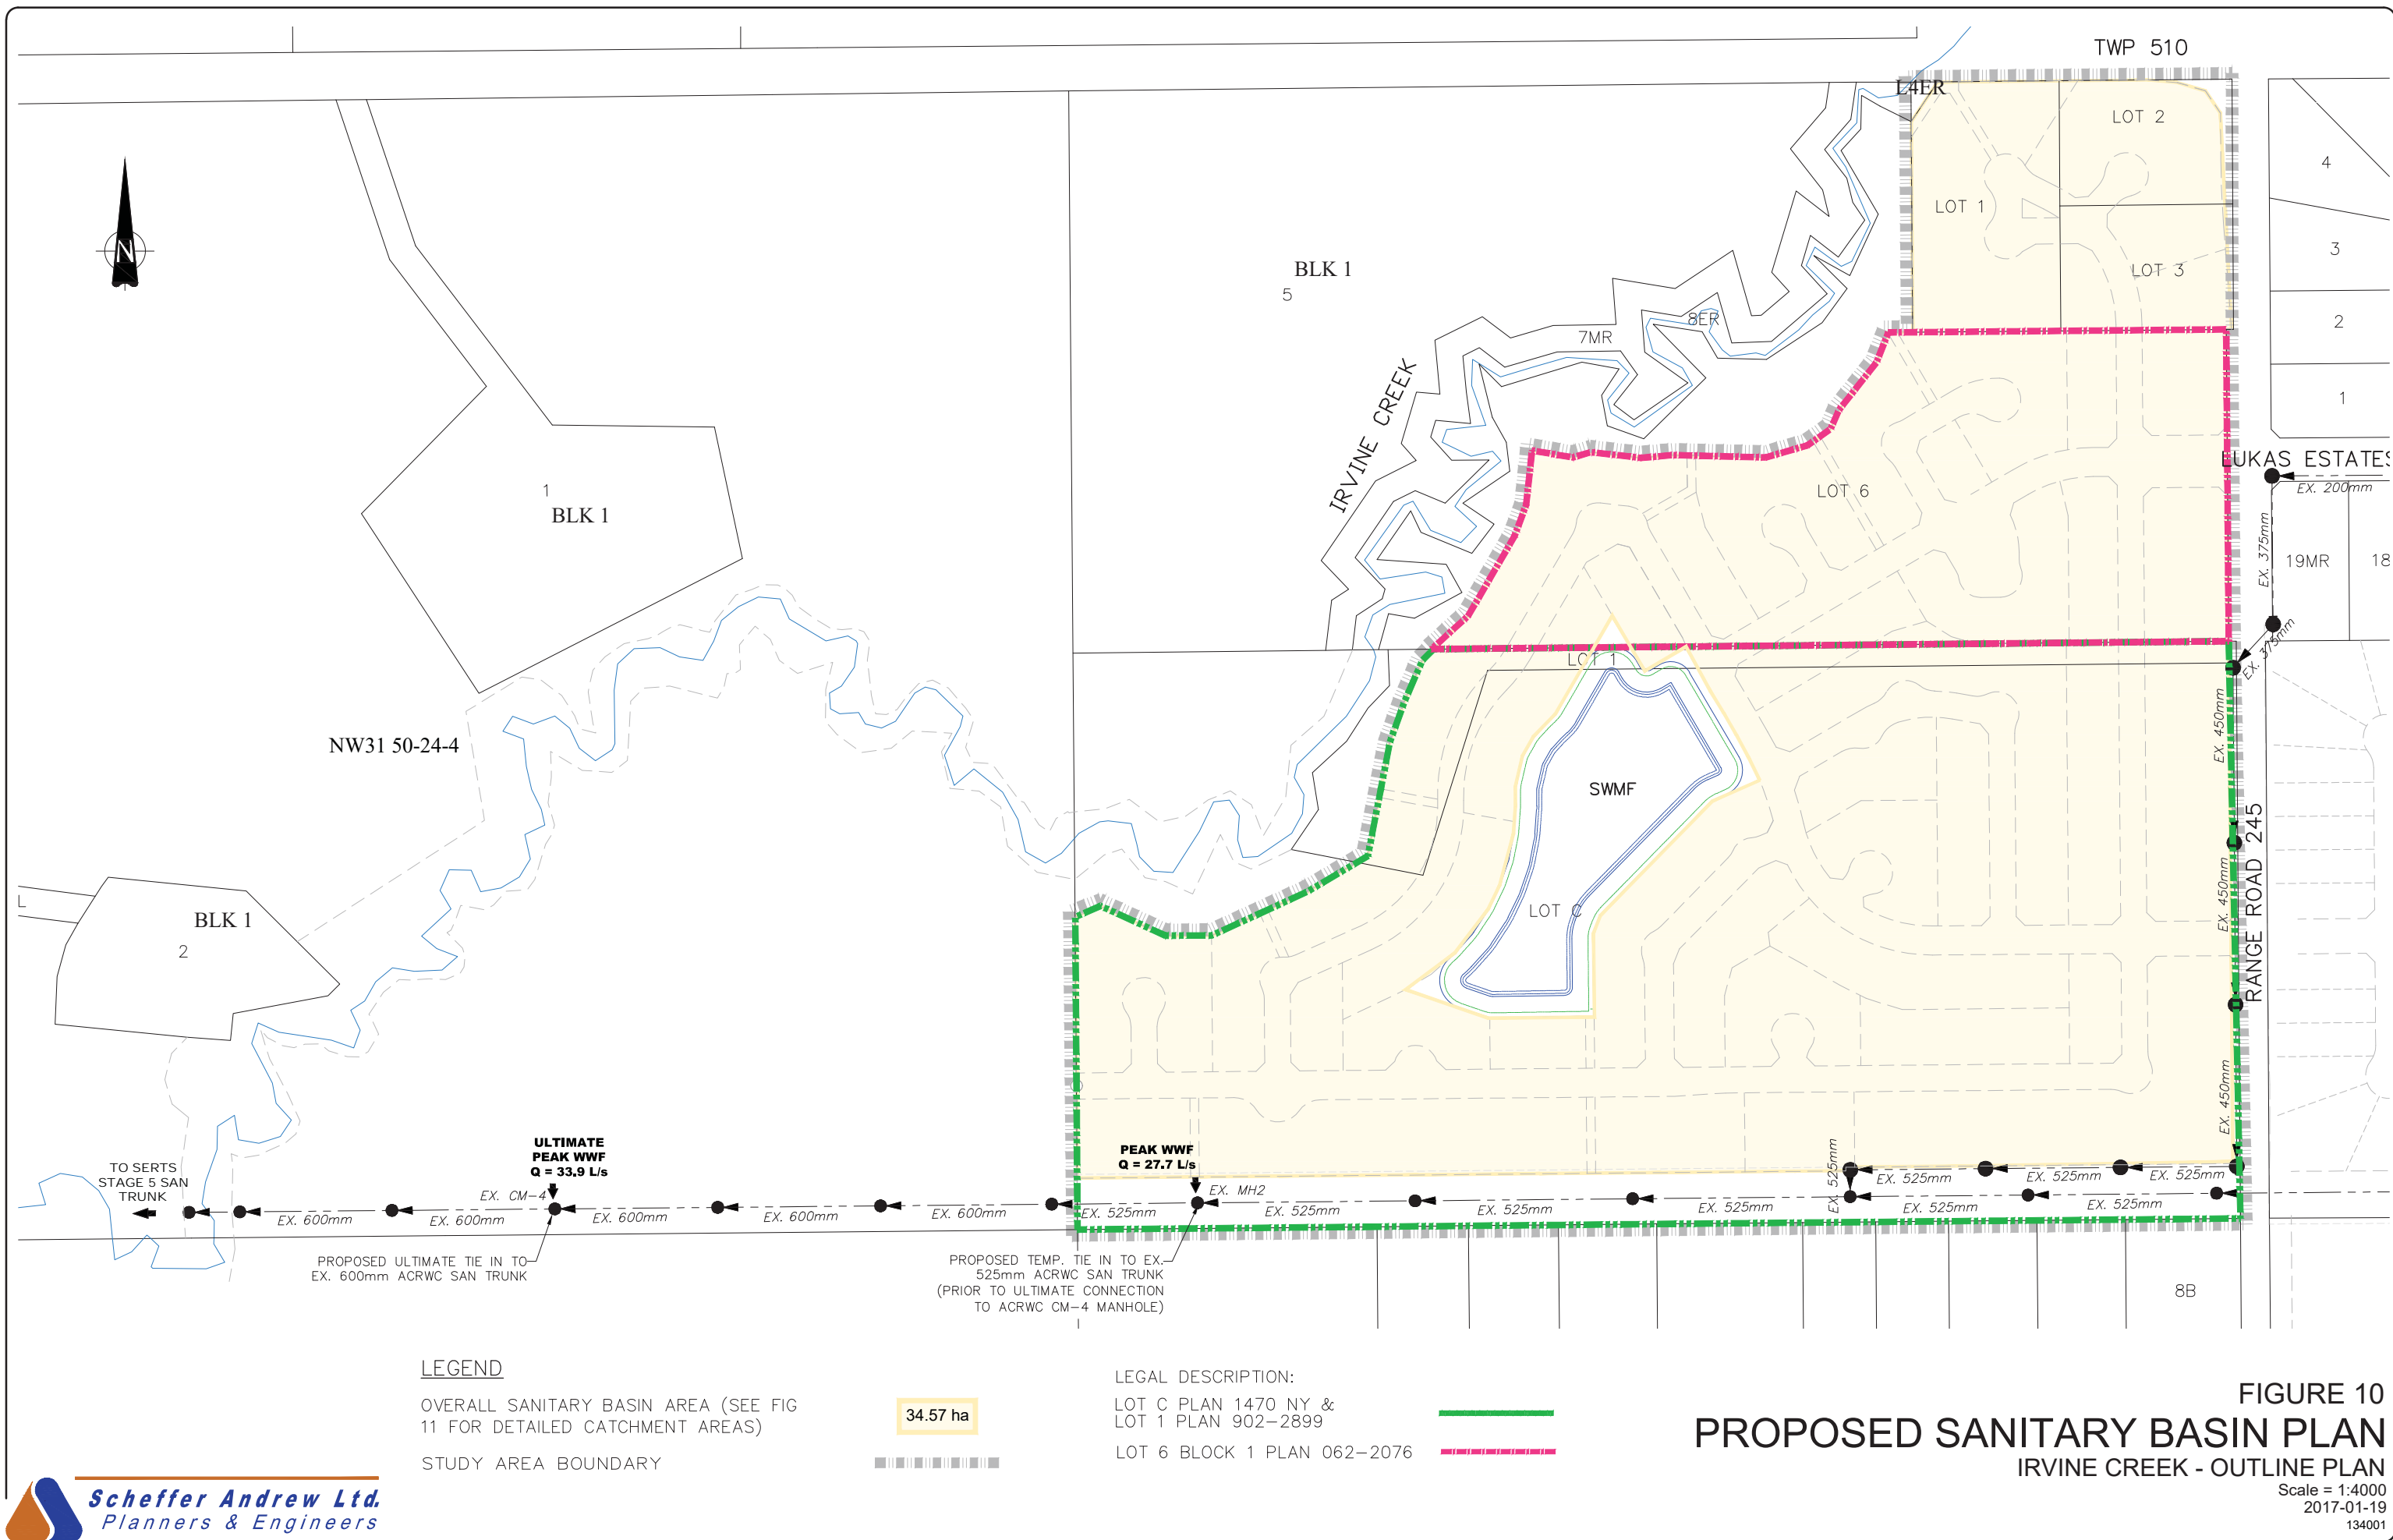 TWP 510
L4ER
LOT 2
4
LOT 1
3
LOT 3
BLK 1
5
2
8ER
7MR
1
IRVINE CREEK
LUKAS ESTATES
EX. 200mm
LOT 6
1
BLK 1
EX. 375mm
19MR
18
EX. 375mm
LOT 1
EX. 450mm
NW31 50-24-4
SWMF
RANGE ROAD 245
EX. 450mm
L
BLK 1
2
LOT C
EX. 450mm
ULTIMATE
PEAK WWF
Q = 33.9 L/s
PEAK WWF
Q = 27.7 L/s
TO SERTS
STAGE 5 SAN
TRUNK
EX. CM-4
EX. MH2
EX. 525mm
EX. 525mm
EX. 525mm
EX. 525mm
EX. 600mm
EX. 600mm
EX. 600mm
EX. 600mm
EX. 600mm
EX. 525mm
EX. 525mm
EX. 525mm
EX. 525mm
EX. 525mm
EX. 525mm
PROPOSED ULTIMATE TIE IN TO
EX. 600mm ACRWC SAN TRUNK
PROPOSED TEMP. TIE IN TO EX.
525mm ACRWC SAN TRUNK
(PRIOR TO ULTIMATE CONNECTION
TO ACRWC CM-4 MANHOLE)
8B
LEGEND
OVERALL SANITARY BASIN AREA (SEE FIG
11 FOR DETAILED CATCHMENT AREAS)
34.57 ha
STUDY AREA BOUNDARY
LEGAL DESCRIPTION:
LOT C PLAN 1470 NY &
LOT 1 PLAN 902-2899
LOT 6 BLOCK 1 PLAN 062-2076
FIGURE 10
PROPOSED SANITARY BASIN PLAN
IRVINE CREEK - OUTLINE PLAN
Scale = 1:4000
2017-01-19
134001
N
Scheffer Andrew Ltd.
Planners & Engineers